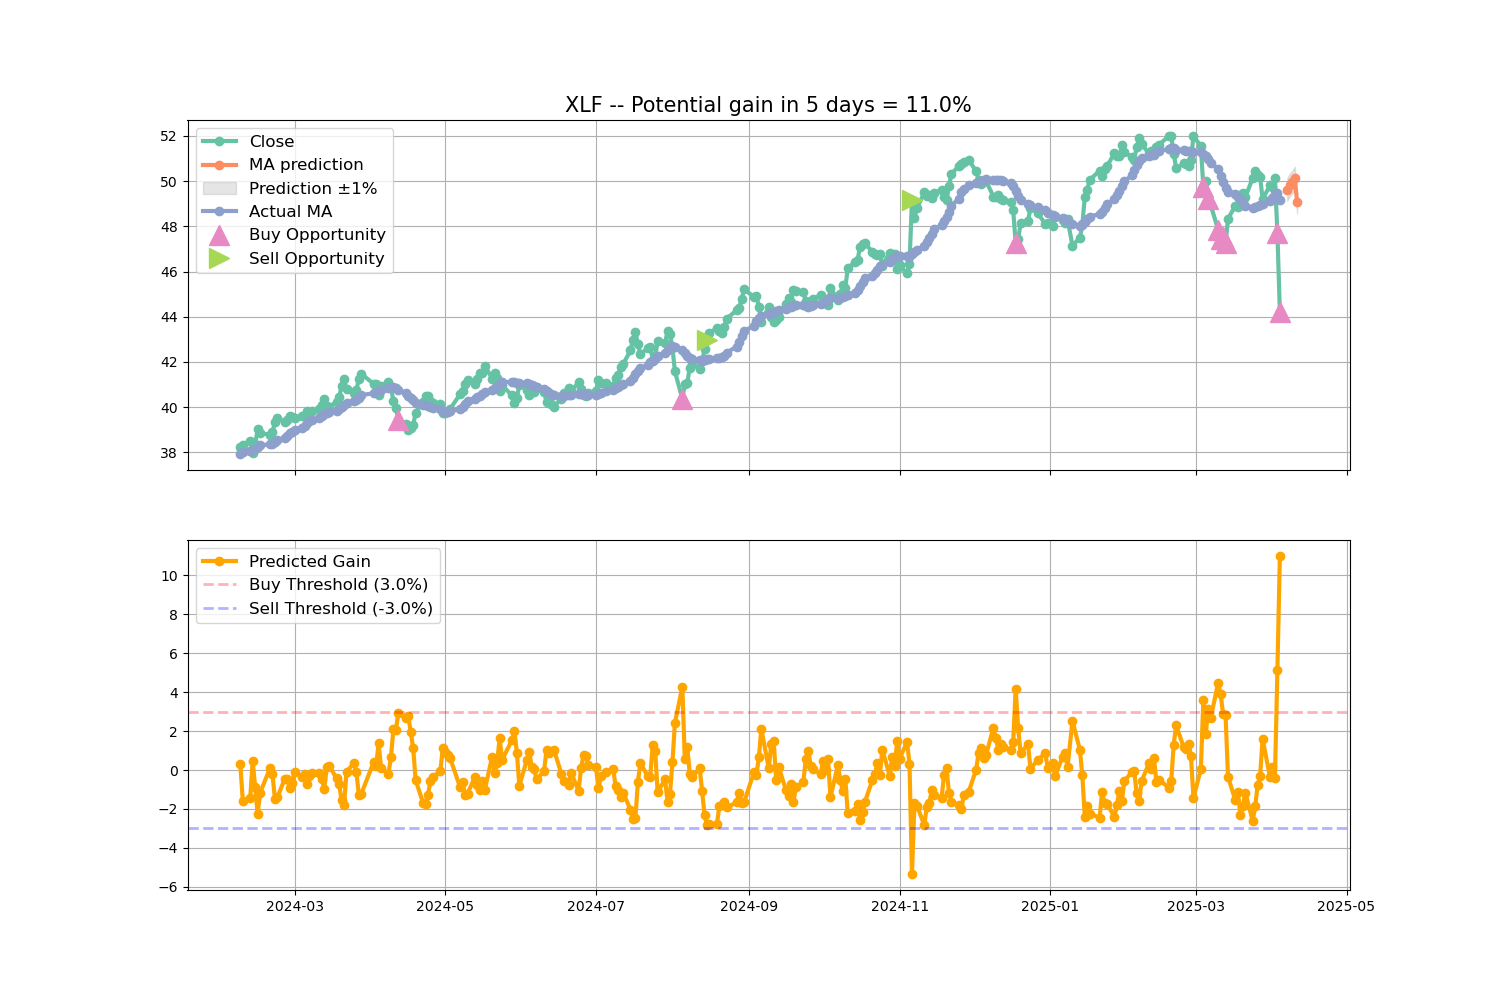 XLF -- Potential gain in 5 days = 11.0%
52
50
48
46
44
42
40
38
Close
MA prediction
Prediction ±1%
Actual MA
Buy Opportunity
Sell Opportunity
10
8
6
4
2
0
−2
−4
−6
Predicted Gain
Buy Threshold (3.0%)
Sell Threshold (-3.0%)
2024-03 2024-05 2024-07 2024-09 2024-11 2025-01 2025-03 2025-05